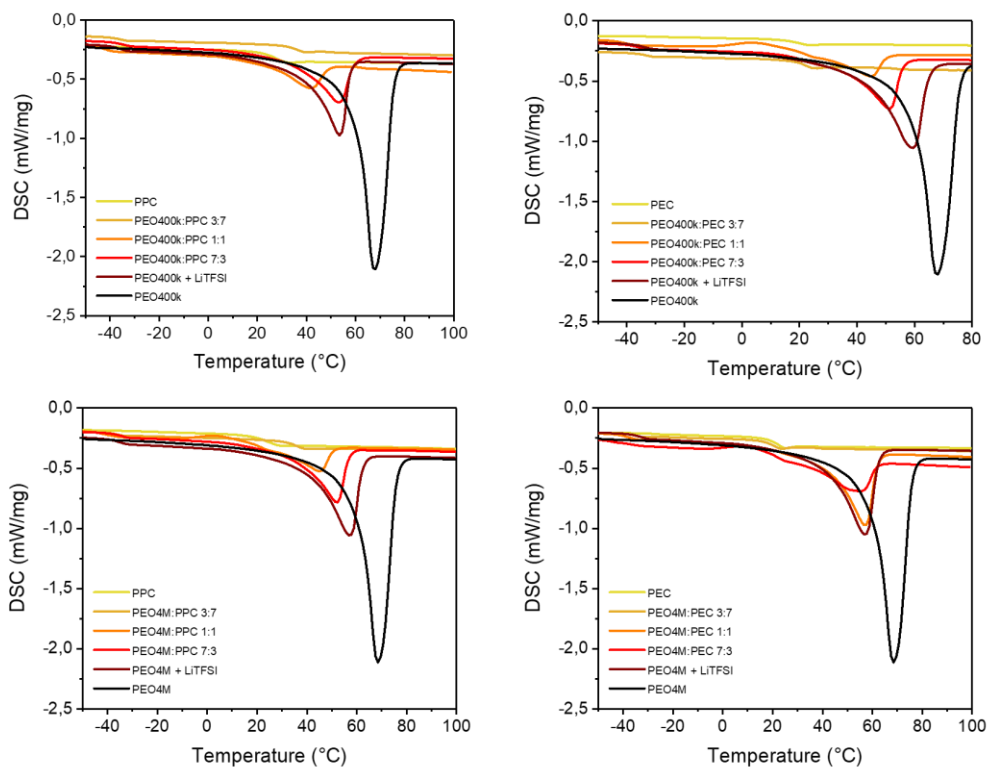 0,0
-0,5
-1,0
-1,5
-2,0
-2,5
DSC (mW/mg)
PPC
PEO400k:PPC 3:7
PEO400k:PPC 1:1
PEO400k:PPC 7:3
PEO400k + LiTFSI
PEO400k
-40 -20 0 20 40 60 80 100
Temperature (°C)
0,0
-0,5
-1,0
-1,5
-2,0
-2,5
DSC (mW/mg)
PEC
PEO400k:PEC 3:7
PEO400k:PEC 1:1
PEO400k:PEC 7:3
PEO400k + LiTFSI
PEO400k
-40 -20 0 20 40 60 80
Temperature (°C)
0,0
-0,5
-1,0
-1,5
-2,0
-2,5
DSC (mW/mg)
PPC
PEO4M:PPC 3:7
PEO4M:PPC 1:1
PEO4M:PPC 7:3
PEO4M + LiTFSI
PEO4M
-40 -20 0 20 40 60 80 100
Temperature (°C)
0,0
-0,5
-1,0
-1,5
-2,0
-2,5
DSC (mW/mg)
PEC
PEO4M:PEC 3:7
PEO4M:PEC 1:1
PEO4M:PEC 7:3
PEO4M + LiTFSI
PEO4M
-40 -20 0 20 40 60 80 100
Temperature (°C)